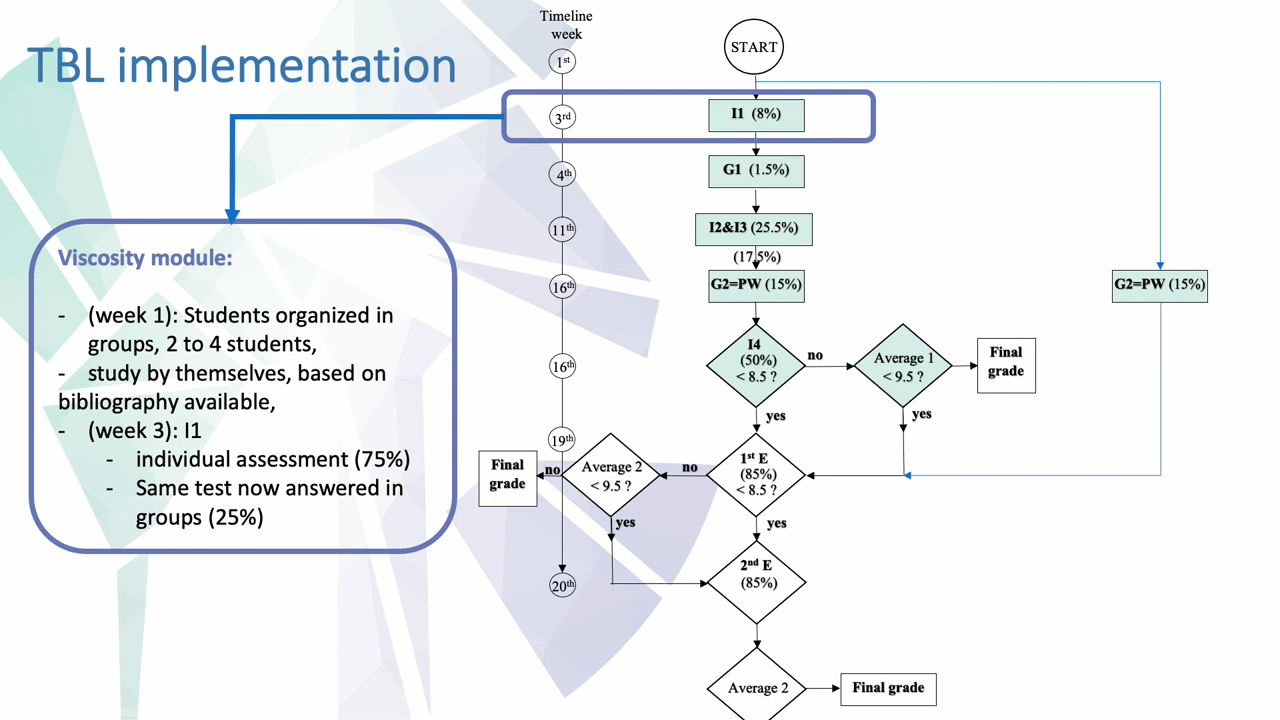 TBL implementation
Timeline
week
1st
3rd
4th
11th
16th
16th
19th
20th
START
I1 (8%)
G1 (1.5%)
I2&I3 (25.5%)
(17.5%)
G2=PW (15%)
G2=PW (15%)
I4
(50%)
< 8.5 ?
no
Average 1
< 9.5 ?
Final
grade
yes
yes
1st E
(85%)
< 8.5 ?
no
Average 2
< 9.5 ?
no
Final
grade
yes
yes
2nd E
(85%)
Average 2
Final grade
Viscosity module:
- (week 1): Students organized in
groups, 2 to 4 students,
- study by themselves, based on
bibliography available,
- (week 3): I1
- individual assessment (75%)
- Same test now answered in
groups (25%)